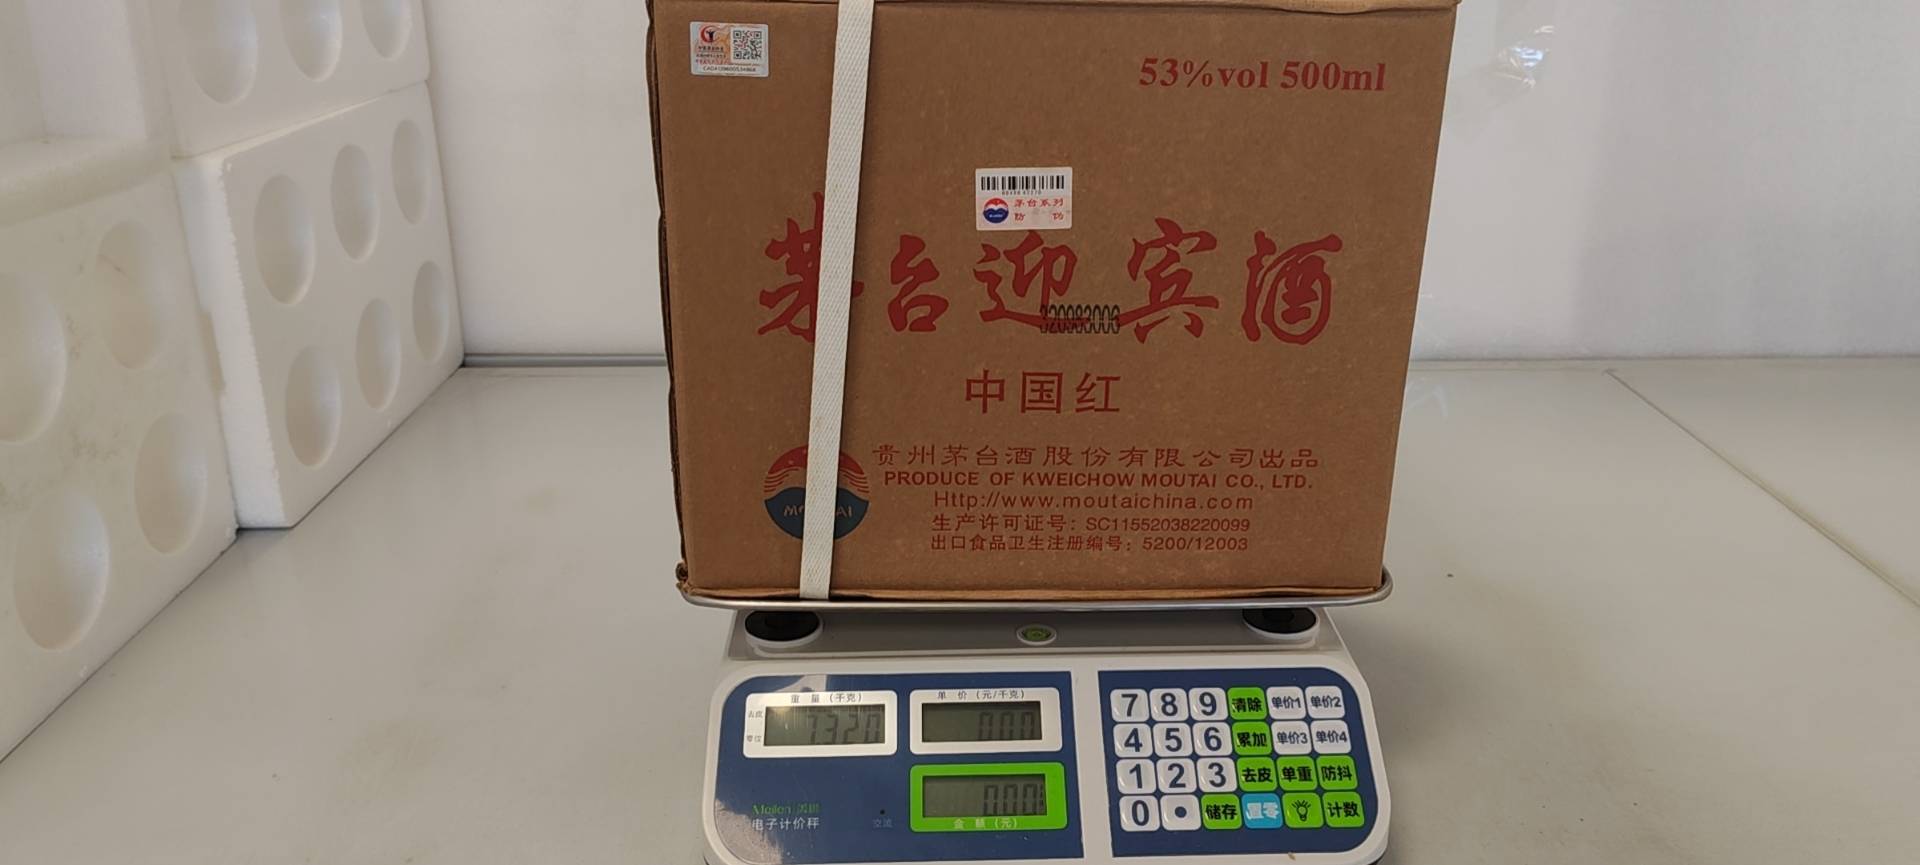 53%vol 500ml
茅台系列
防 伪
茅台迎宾酒
320983006
中国红
贵州茅台酒股份有限公司出品
PRODUCE OF KWEICHOW MOUTAI CO., LTD.
Http://www.moutaichina.com
生产许可证号：SC11552038220099
出口食品卫生注册编号：5200/12003
重 量（千克）
单 价（元/千克）
去皮
零位
7.320
0.00
0.00
金 额（元）
Meilen
电子计价秤
交流
7 8 9 清除 单价1 单价2
4 5 6 累加 单价3 单价4
1 2 3 去皮 单重 防抖
0 • 储存 置零 计数